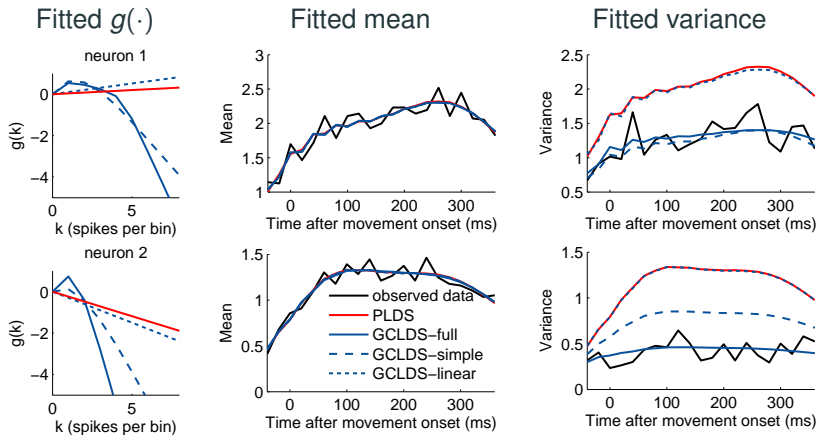 Fitted g(·)
Fitted mean
Fitted variance
neuron 1
g(k)
0
−2
−4
0
5
k (spikes per bin)
Mean
3
2.5
2
1.5
1
0
100
200
300
Time after movement onset (ms)
Variance
2.5
2
1.5
1
0.5
0
100
200
300
Time after movement onset (ms)
neuron 2
g(k)
0
−2
−4
0
5
k (spikes per bin)
Mean
1.5
1
0.5
0
observed data
PLDS
GCLDS−full
GCLDS−simple
GCLDS−linear
0
100
200
300
Time after movement onset (ms)
Variance
1.5
1
0.5
0
0
100
200
300
Time after movement onset (ms)